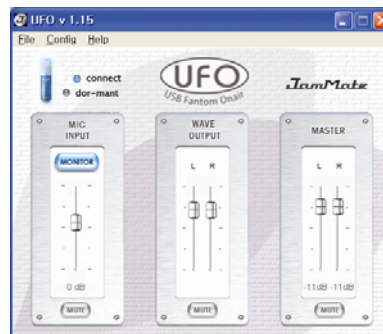 UFO v 1.15
File Config Help
connect
dor-mant
UFO
USB Fantom Onair
JamMate
MIC
INPUT
MONITOR
0 dB
MUTE
WAVE
OUTPUT
L R
MUTE
MASTER
L R
-11dB -11dB
MUTE